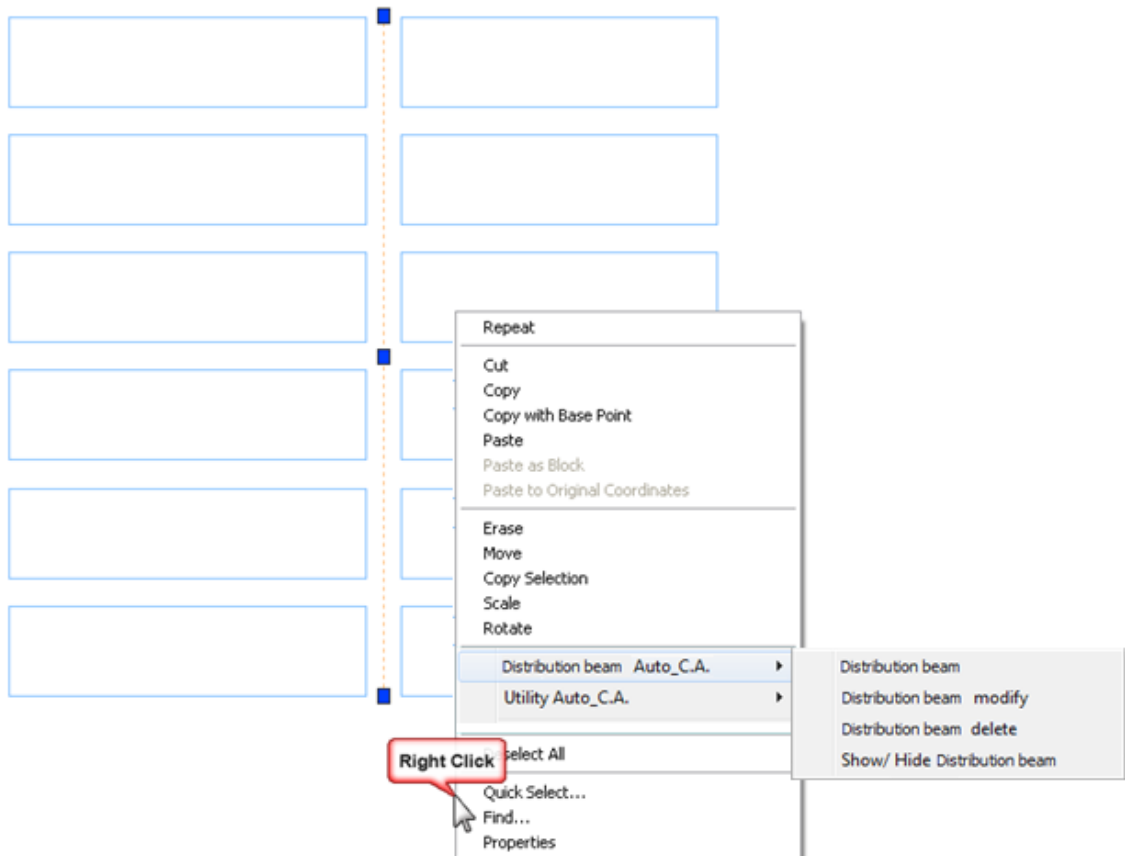 Repeat
Cut
Copy
Copy with Base Point
Paste
Paste as Block
Paste to Original Coordinates
Erase
Move
Copy Selection
Scale
Rotate
Distribution beam Auto_C.A.
Utility Auto_C.A.
Distribution beam
Distribution beam modify
Distribution beam delete
Show/ Hide Distribution beam
Right Click
eselect All
Quick Select...
Find...
Properties